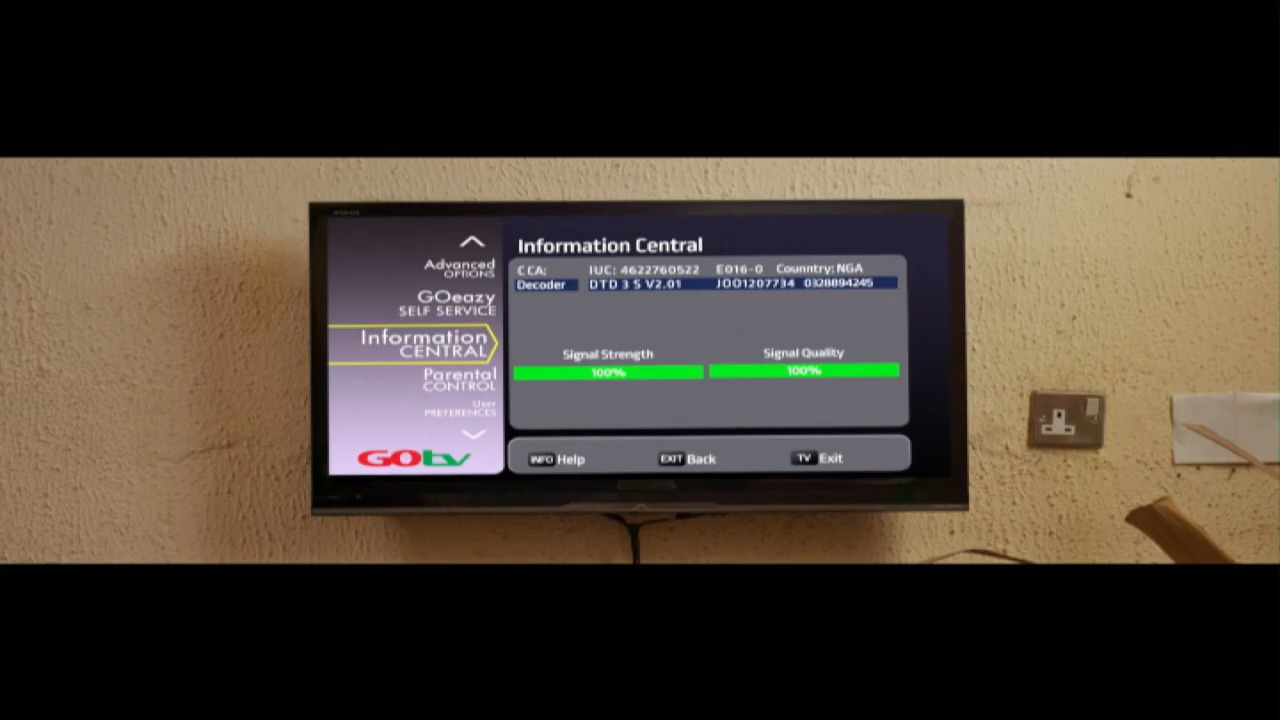 Advanced
OPTIONS
GOeazy
SELF SERVICE
Information
CENTRAL
Parental
CONTROL
User
PREFERENCES
GOtv
Information Central
CCA: IUC: 4622760522 E016-0 Counntry: NGA
Decoder DTD 3 S V2.01 JOO1207734 0328894245
Signal Strength Signal Quality
100% 100%
INFO Help EXIT Back TV Exit